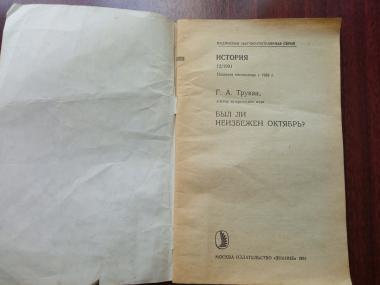 ПОДПИСНАЯ НАУЧНО-ПОПУЛЯРНАЯ СЕРИЯ
ИСТОРИЯ
12/1991
Издается ежемесячно с
Г. А. Трукан,
доктор исторических наук
БЫЛ ЛИ
НЕИЗБЕЖЕН ОКТЯБРЬ?
МОСКВА ИЗДАТЕЛЬСТВО «ЗНАНИЕ» 1991